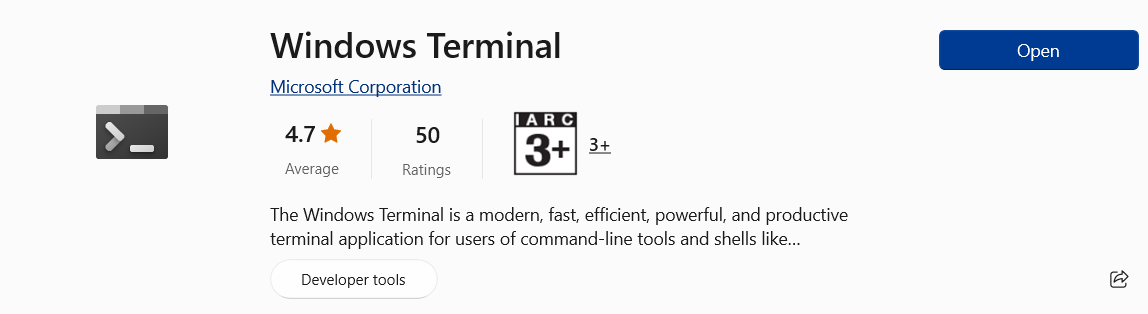 Windows Terminal
Open
Microsoft Corporation
4.7
Average
50
Ratings
IARC
3+
3+
The Windows Terminal is a modern, fast, efficient, powerful, and productive
terminal application for users of command-line tools and shells like...
Developer tools